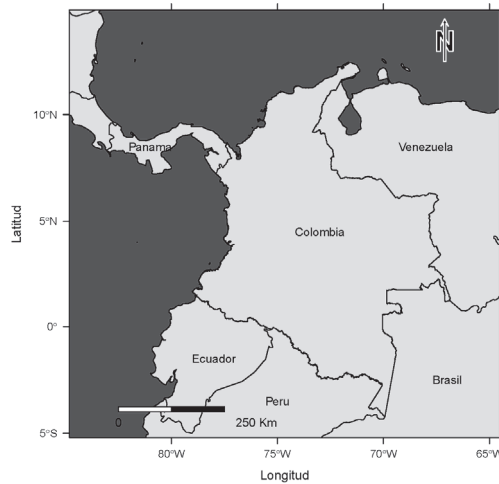 N
10°N
Panama
Venezuela
5°N
Colombia
Latitud
0°
Ecuador
Brasil
Peru
0
250 Km
5°S
80°W
75°W
70°W
65°W
Longitud